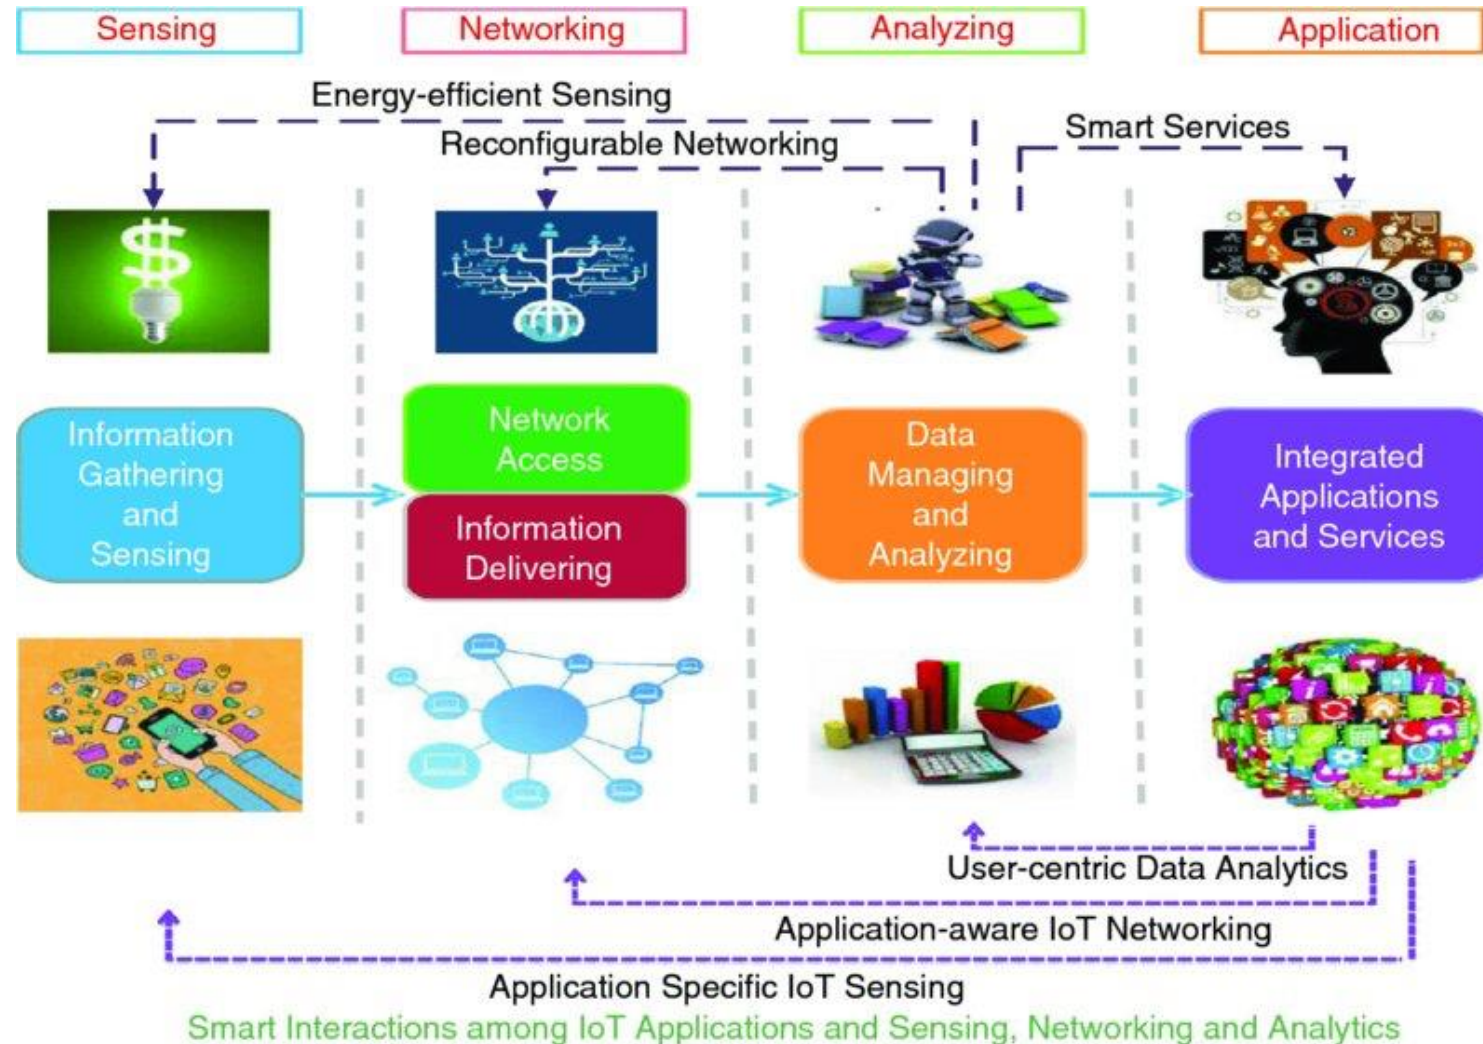 Sensing
Networking
Analyzing
Application
Energy-efficient Sensing
Reconfigurable Networking
Smart Services
Information
Gathering
and
Sensing
Network
Access
Information
Delivering
Data
Managing
and
Analyzing
Integrated
Applications
and Services
User-centric Data Analytics
Application-aware IoT Networking
Application Specific IoT Sensing
Smart Interactions among IoT Applications and Sensing, Networking and Analytics